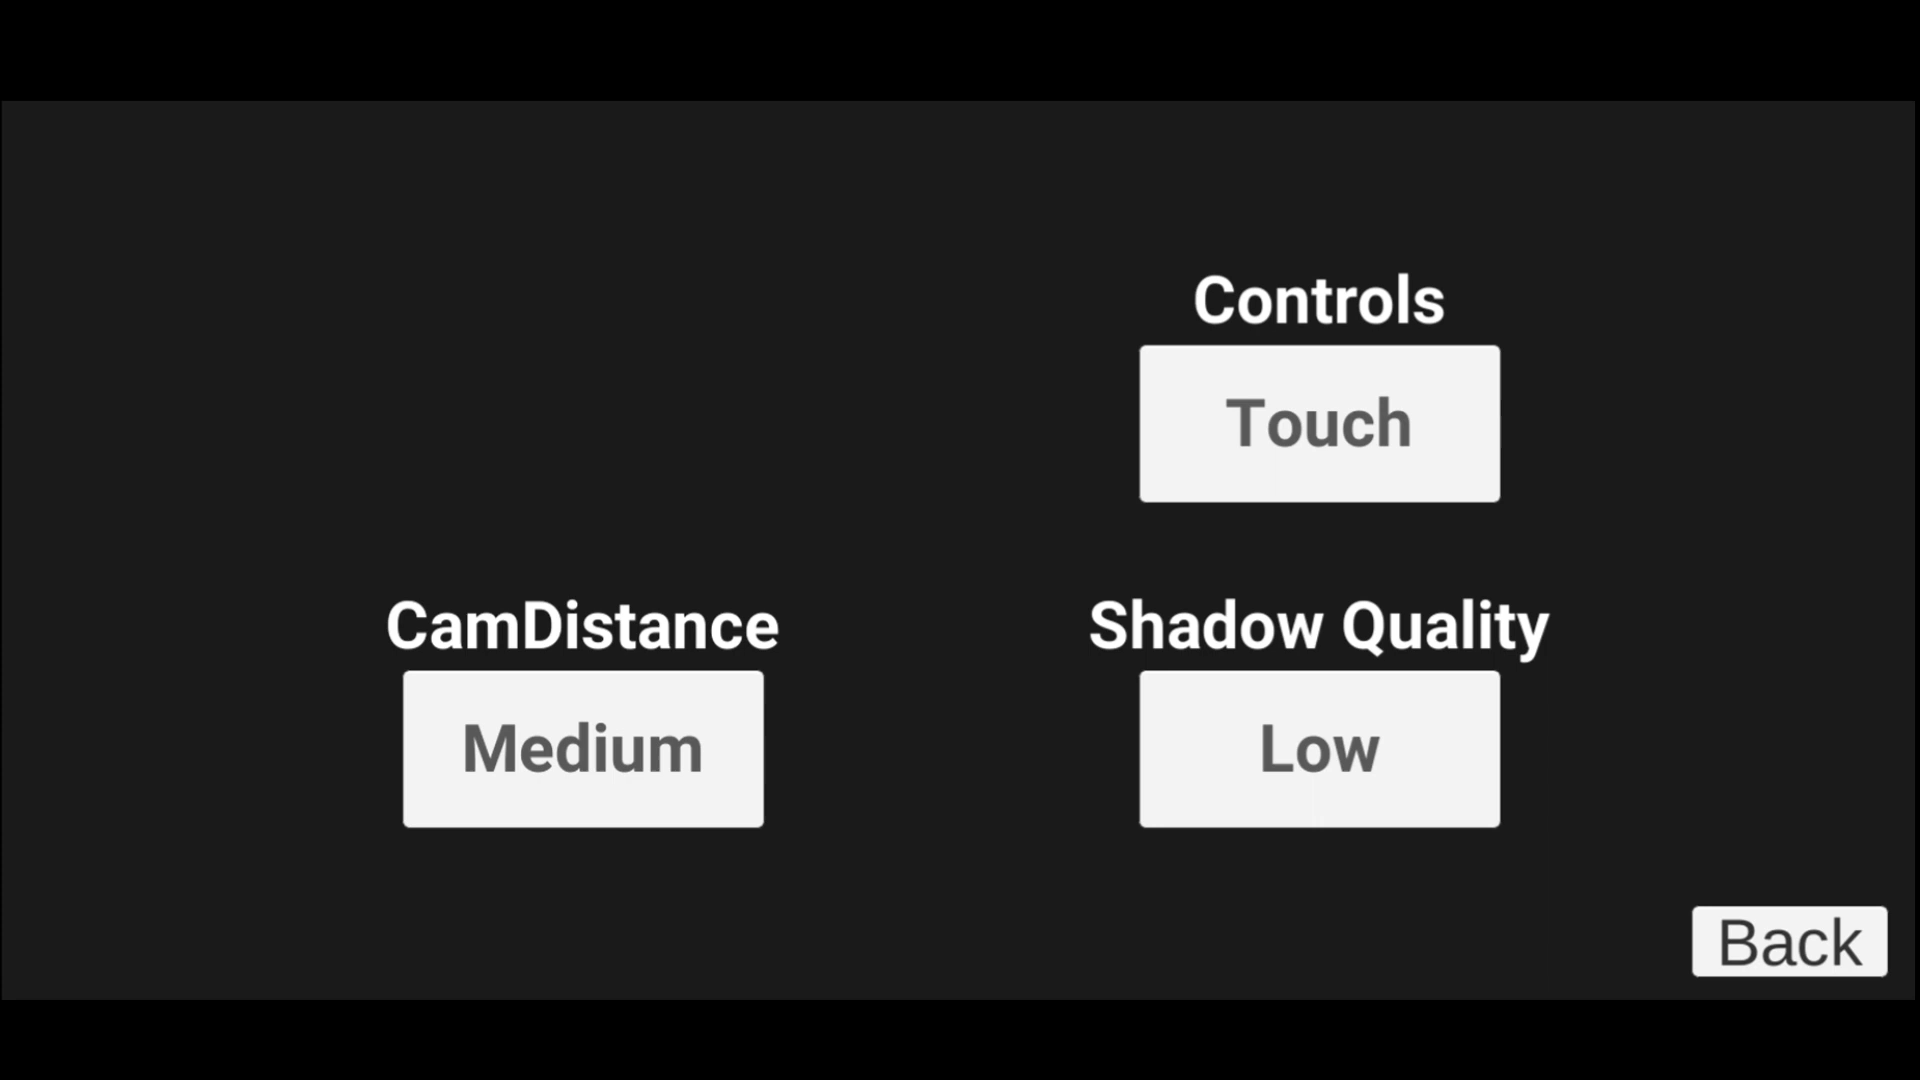 Controls
Touch
CamDistance
Medium
Shadow Quality
Low
Back